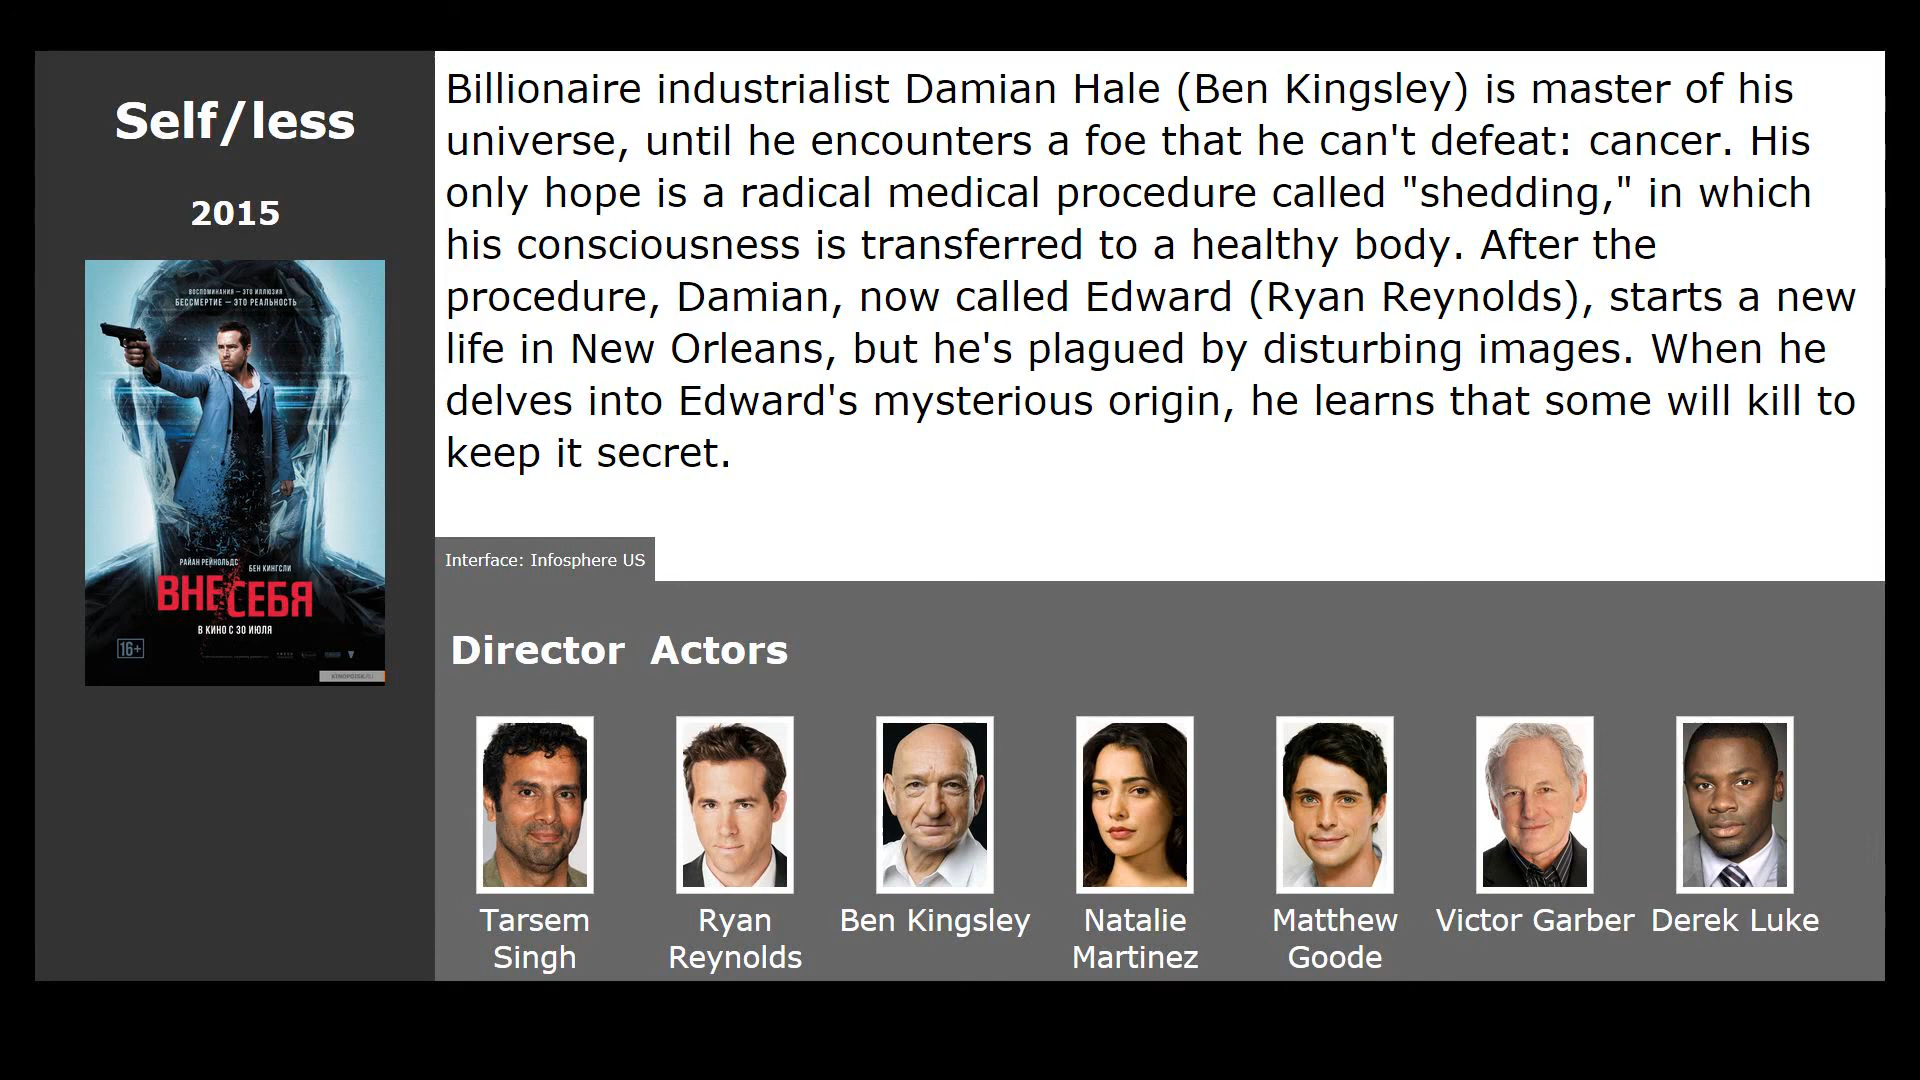 Self/less
2015
ВОСПОМИНАНИЯ — ЭТО ИЛЛЮЗИЯ
БЕССМЕРТИЕ — ЭТО РЕАЛЬНОСТЬ
РАЙАН РЕЙНОЛЬДС
БЕН КИНГСЛИ
ВНЕ СЕБЯ
В КИНО С 30 ИЮЛЯ
16+
KINOPOISK.RU
Billionaire industrialist Damian Hale (Ben Kingsley) is master of his
universe, until he encounters a foe that he can't defeat: cancer. His
only hope is a radical medical procedure called "shedding," in which
his consciousness is transferred to a healthy body. After the
procedure, Damian, now called Edward (Ryan Reynolds), starts a new
life in New Orleans, but he's plagued by disturbing images. When he
delves into Edward's mysterious origin, he learns that some will kill to
keep it secret.
Interface: Infosphere US
Director Actors
Tarsem
Singh
Ryan
Reynolds
Ben Kingsley
Natalie
Martinez
Matthew
Goode
Victor Garber
Derek Luke